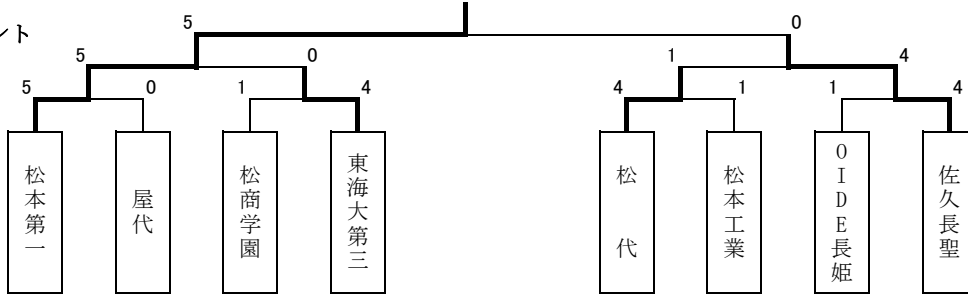 ント
5 0
5 0 1 4
5 0 1 4 4 1 1 4
松本第一
屋代
松商学園
東海大第三
松代
松本工業
OIDE長姫
佐久長聖